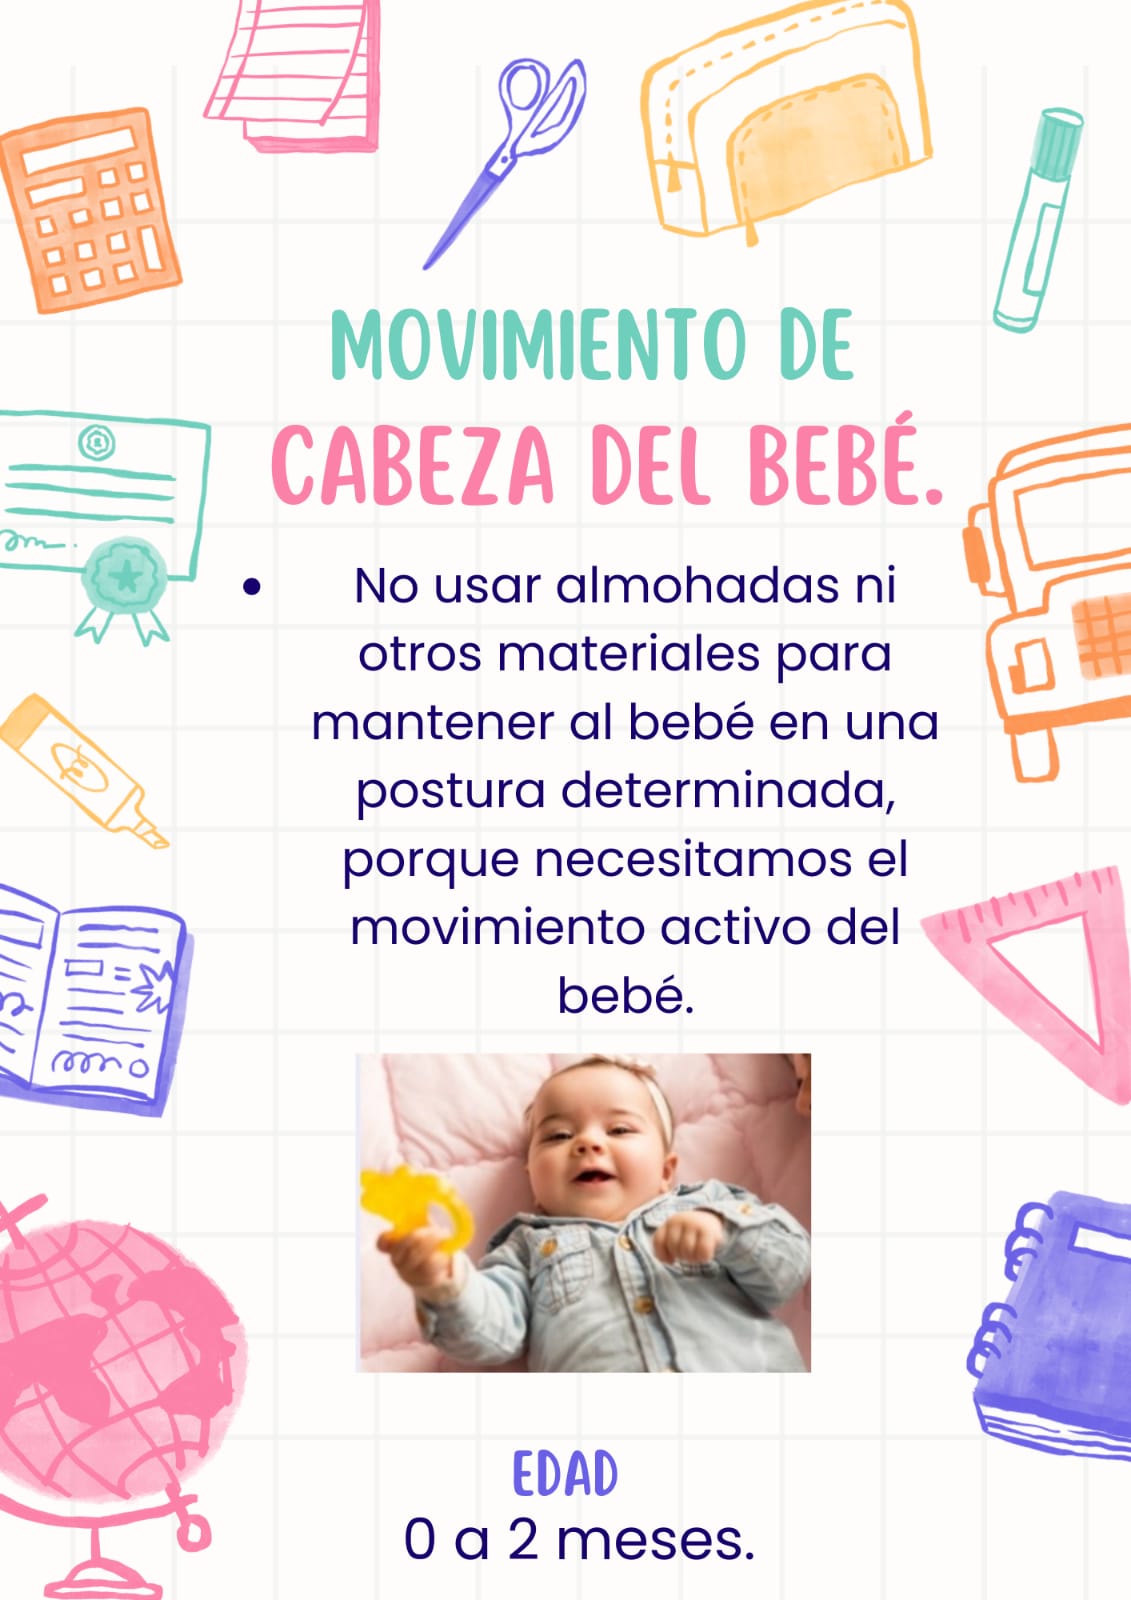 MOVIMIENTO DE
CABEZA DEL BEBÉ.
• No usar almohadas ni
otros materiales para
mantener al bebé en una
postura determinada,
porque necesitamos el
movimiento activo del
bebé.
EDAD
0 a 2 meses.